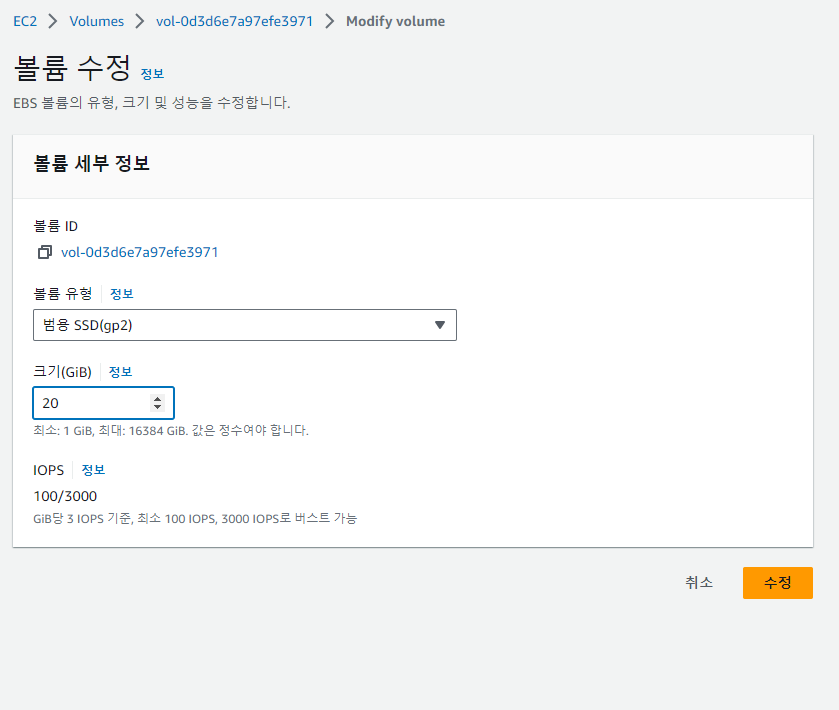 EC2 > Volumes > vol-0d3d6e7a97efe3971 > Modify volume
볼륨 수정 정보
EBS 볼륨의 유형, 크기 및 성능을 수정합니다.
볼륨 세부 정보
볼륨 ID
vol-0d3d6e7a97efe3971
볼륨 유형 정보
범용 SSD(gp2)
크기(GiB) 정보
20
최소: 1 GiB, 최대: 16384 GiB. 값은 정수여야 합니다.
IOPS 정보
100/3000
GiB당 3 IOPS 기준, 최소 100 IOPS, 3000 IOPS로 버스트 가능
취소 수정